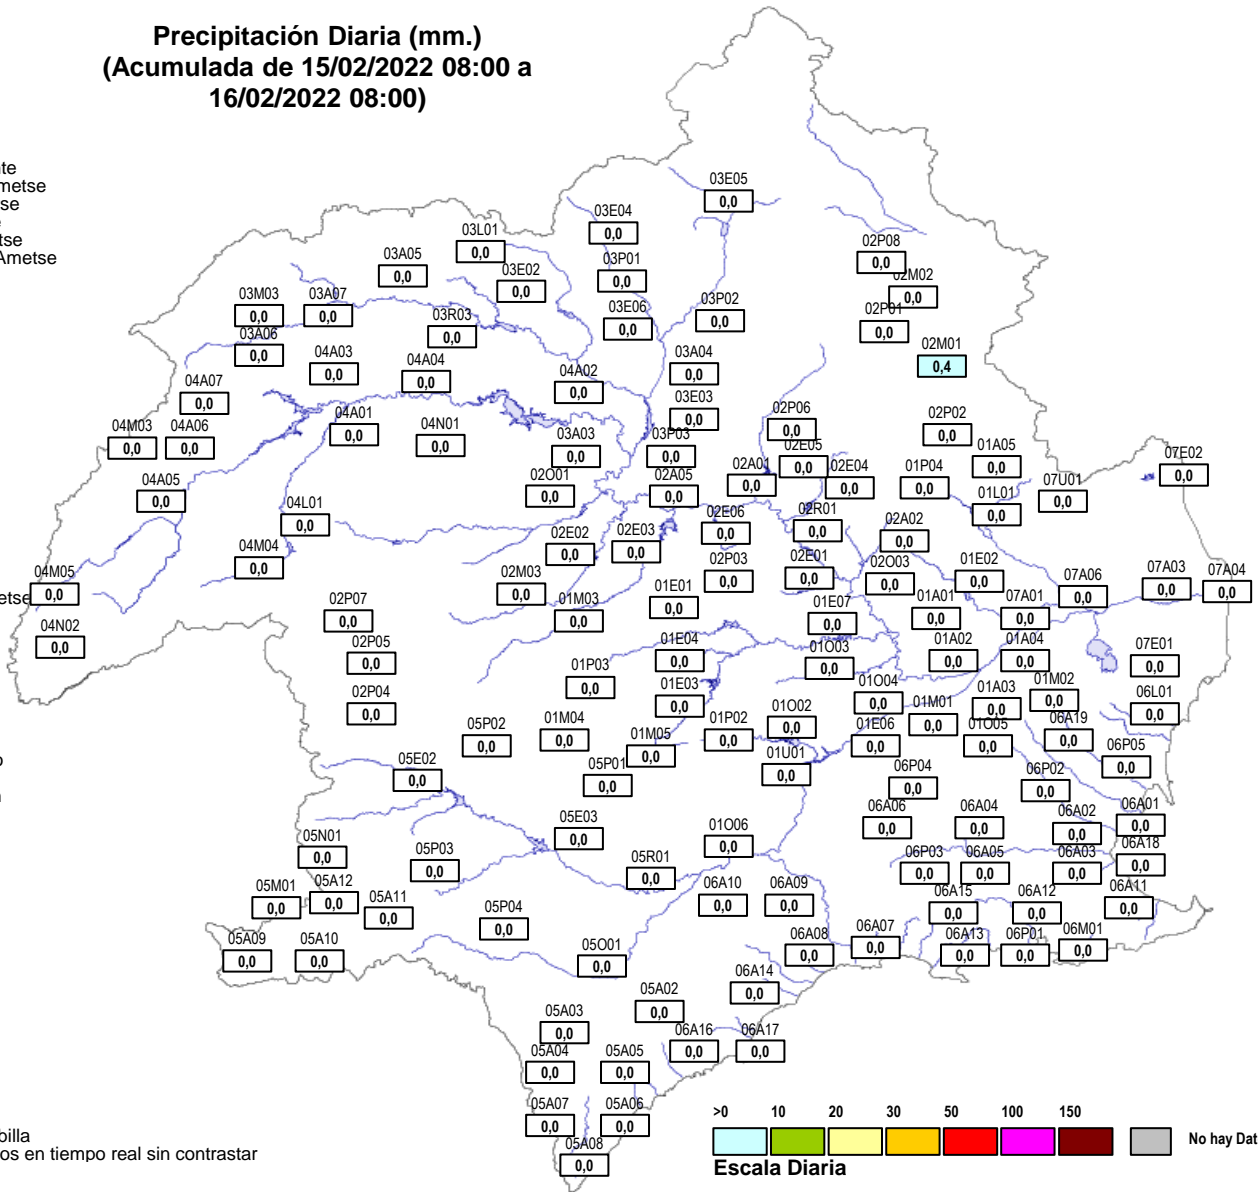 Precipitación Diaria (mm.)
(Acumulada de 15/02/2022 08:00 a
16/02/2022 08:00)
03E05
0,0
03E04
0,0
03L01
0,0
03A05
0,0
03P01
0,0
03E02
0,0
02P08
0,0
02M02
0,0
03M03
0,0
03A07
0,0
03R03
0,0
03E06
0,0
03P02
0,0
02P01
0,0
03A06
0,0
04A03
0,0
04A04
0,0
04A02
0,0
03A04
0,0
02M01
0,4
04A07
0,0
04A01
0,0
04N01
0,0
03E03
0,0
02P06
0,0
02P02
0,0
04M03
0,0
04A06
0,0
03A03
0,0
03P03
0,0
02E05
0,0
01A05
0,0
07E02
0,0
04A05
0,0
02O01
0,0
02A05
0,0
02A01
0,0
02E04
0,0
01P04
0,0
07U01
0,0
01L01
0,0
04L01
0,0
02E06
0,0
02R01
0,0
02A02
0,0
04M04
0,0
02E02
0,0
02E03
0,0
04M05
0,0
02M03
0,0
02P03
0,0
02E01
0,0
02O03
0,0
01E02
0,0
07A06
0,0
07A03
0,0
07A04
0,0
02P07
0,0
01M03
0,0
01E01
0,0
01E07
0,0
01A01
0,0
07A01
0,0
04N02
0,0
02P05
0,0
01E04
0,0
01O03
0,0
01A02
0,0
01A04
0,0
07E01
0,0
01P03
0,0
01E03
0,0
01O04
0,0
01A03
0,0
01M02
0,0
06L01
0,0
02P04
0,0
01M01
0,0
05P02
0,0
01M04
0,0
01M05
0,0
01P02
0,0
01O02
0,0
01E06
0,0
01O05
0,0
06A19
0,0
06P05
0,0
05E02
0,0
05P01
0,0
01U01
0,0
06P04
0,0
06P02
0,0
05E03
0,0
01O06
0,0
06A06
0,0
06A04
0,0
06A02
0,0
06A01
0,0
05N01
0,0
05P03
0,0
05R01
0,0
06P03
0,0
06A05
0,0
06A03
0,0
06A18
0,0
05M01
0,0
05A12
0,0
05A11
0,0
06A10
0,0
06A09
0,0
06A15
0,0
06A12
0,0
06A11
0,0
05P04
0,0
05A09
0,0
05A10
0,0
05O01
0,0
06A08
0,0
06A07
0,0
06A13
0,0
06P01
0,0
06M01
0,0
06A14
0,0
05A02
0,0
05A03
0,0
06A16
0,0
06A17
0,0
05A04
0,0
05A05
0,0
05A07
0,0
05A06
0,0
05A08
0,0
>0 10 20 30 50 100 150
No hay Dat
Escala Diaria
os en tiempo real sin contrastar